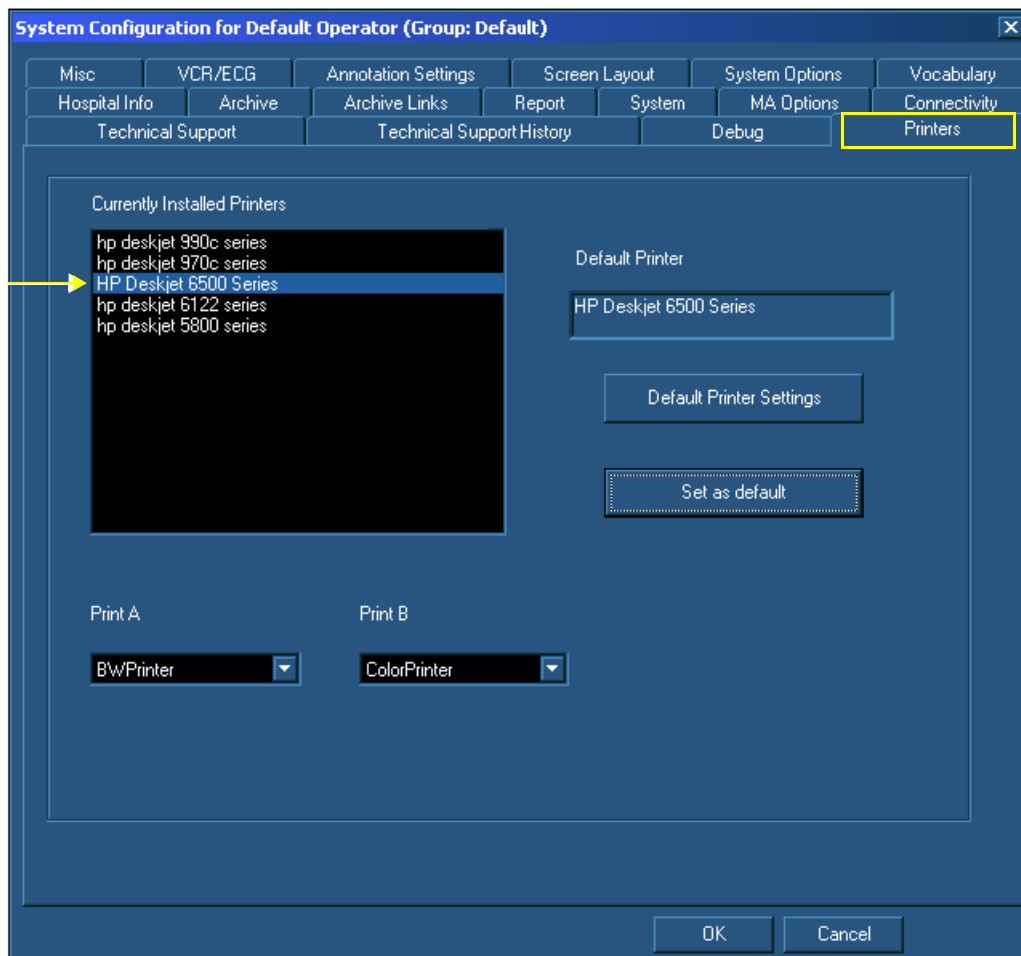 System Configuration for Default Operator (Group: Default)
Misc VCR/ECG Annotation Settings Screen Layout System Options Vocabulary
Hospital Info Archive Archive Links Report System MA Options Connectivity
Technical Support Technical Support History Debug Printers
Currently Installed Printers
hp deskjet 990c series
hp deskjet 970c series
HP Deskjet 6500 Series
hp deskjet 6122 series
hp deskjet 5800 series
Default Printer
HP Deskjet 6500 Series
Default Printer Settings
Set as default
Print A Print B
BWPrinter ColorPrinter
OK Cancel